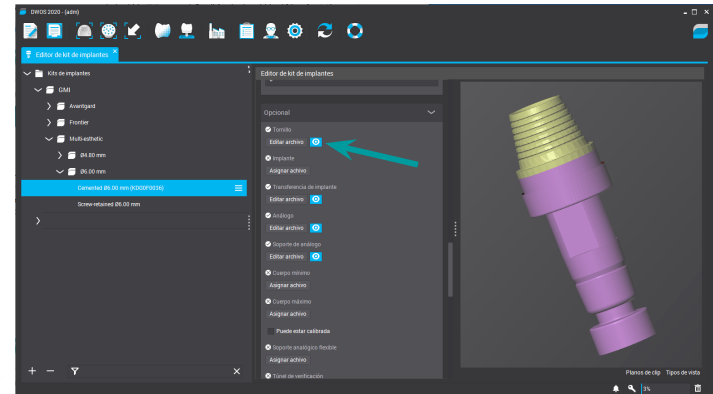 DWOS 2020 - (adm)
Editor de kit de implantes
Kits de implantes
GMI
Avantgard
Frontier
Multi-esthetic
Ø4.80 mm
Ø6.00 mm
Cemented Ø6.00 mm (KDGDF0036)
Screw-retained Ø6.00 mm
Editor de kit de implantes
Opcional
Tornillo
Editar archivo
Implante
Asignar achivo
Transferencia de implante
Editar archivo
Análogo
Editar archivo
Soporte de análogo
Editar archivo
Cuerpo mínimo
Asignar achivo
Cuerpo máximo
Asignar achivo
Puede estar calibrada
Soporte analógico flexible
Asignar achivo
Túnel de verificación
Planos de clip Tipos de vista
3%